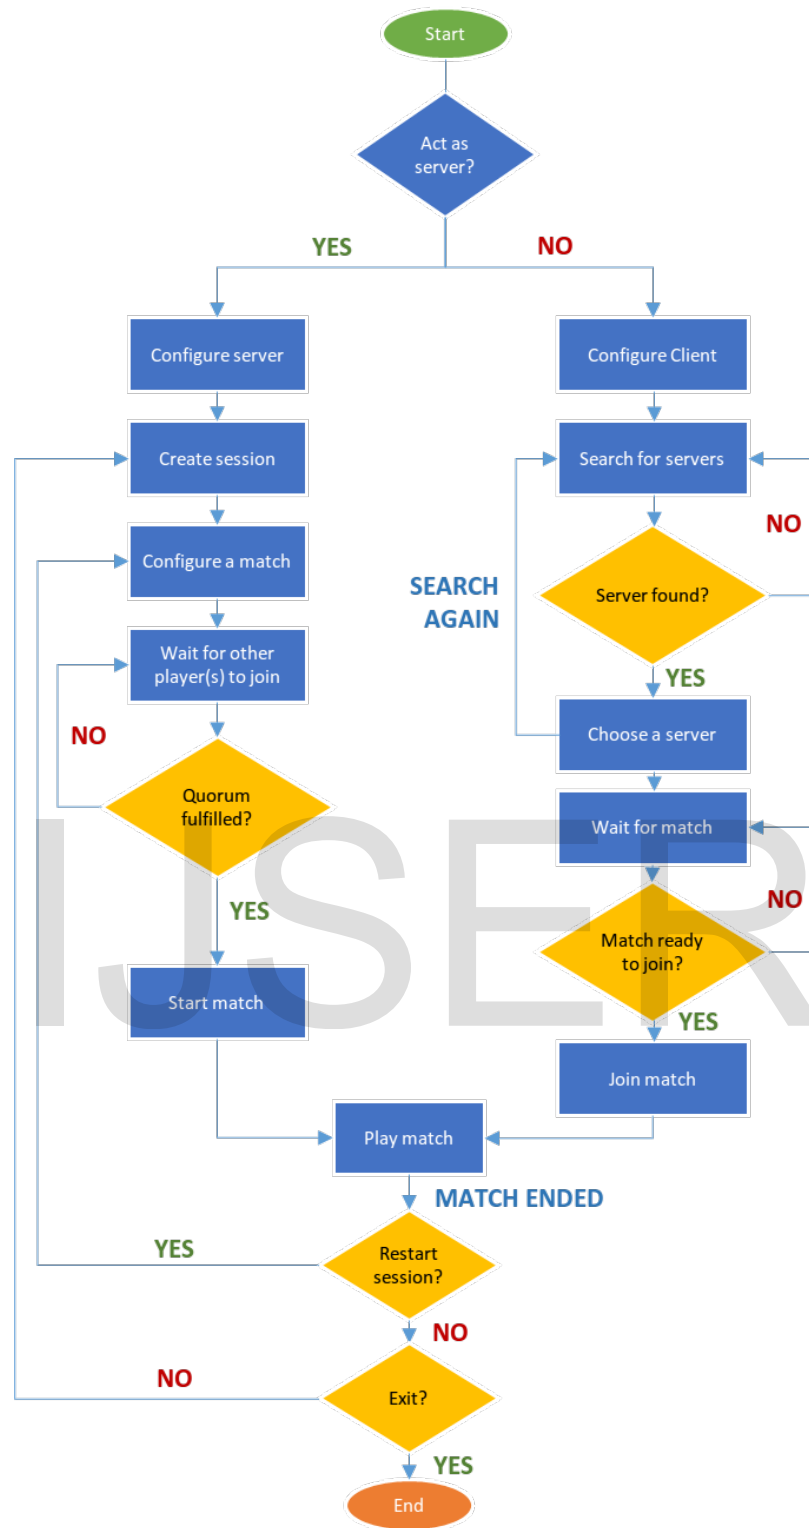 Start
Act as
server?
YES
NO
Configure server
Configure Client
Create session
Search for servers
NO
Configure a match
SEARCH
AGAIN
Server found?
Wait for other
player(s) to join
YES
NO
Choose a server
Quorum
fulfilled?
Wait for match
IJSER
YES
NO
Match ready
to join?
Start match
YES
Join match
Play match
MATCH ENDED
YES
Restart
session?
NO
NO
Exit?
YES
End